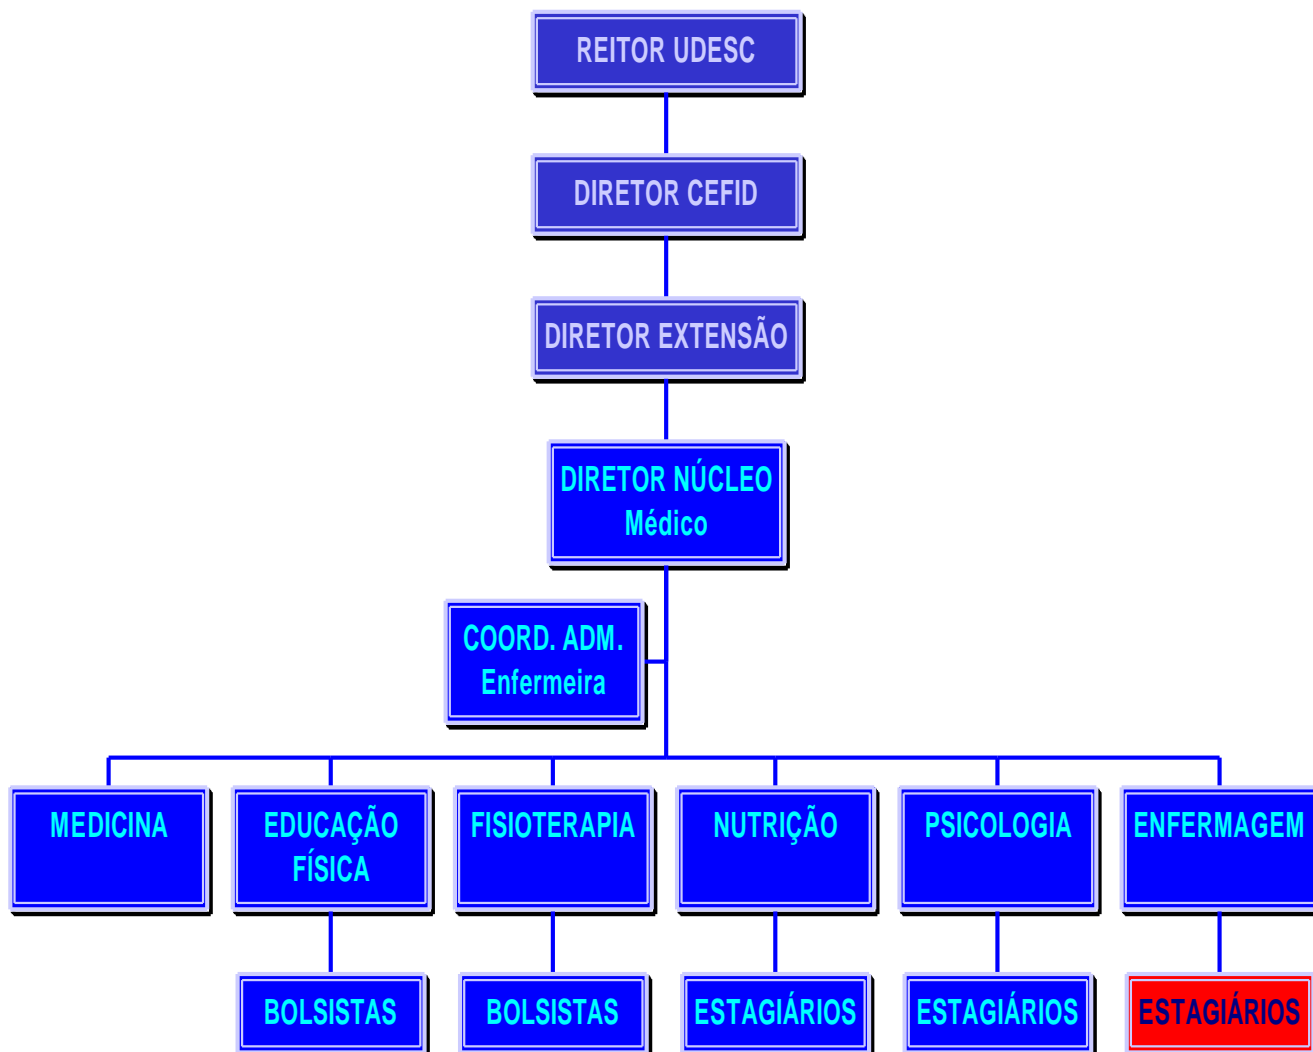 REITOR UDESC
DIRETOR CEFID
DIRETOR EXTENSÃO
DIRETOR NÚCLEO
Médico
COORD. ADM.
Enfermeira
MEDICINA
EDUCAÇÃO
FÍSICA
FISIOTERAPIA
NUTRIÇÃO
PSICOLOGIA
ENFERMAGEM
BOLSISTAS
BOLSISTAS
ESTAGIÁRIOS
ESTAGIÁRIOS
ESTAGIÁRIOS